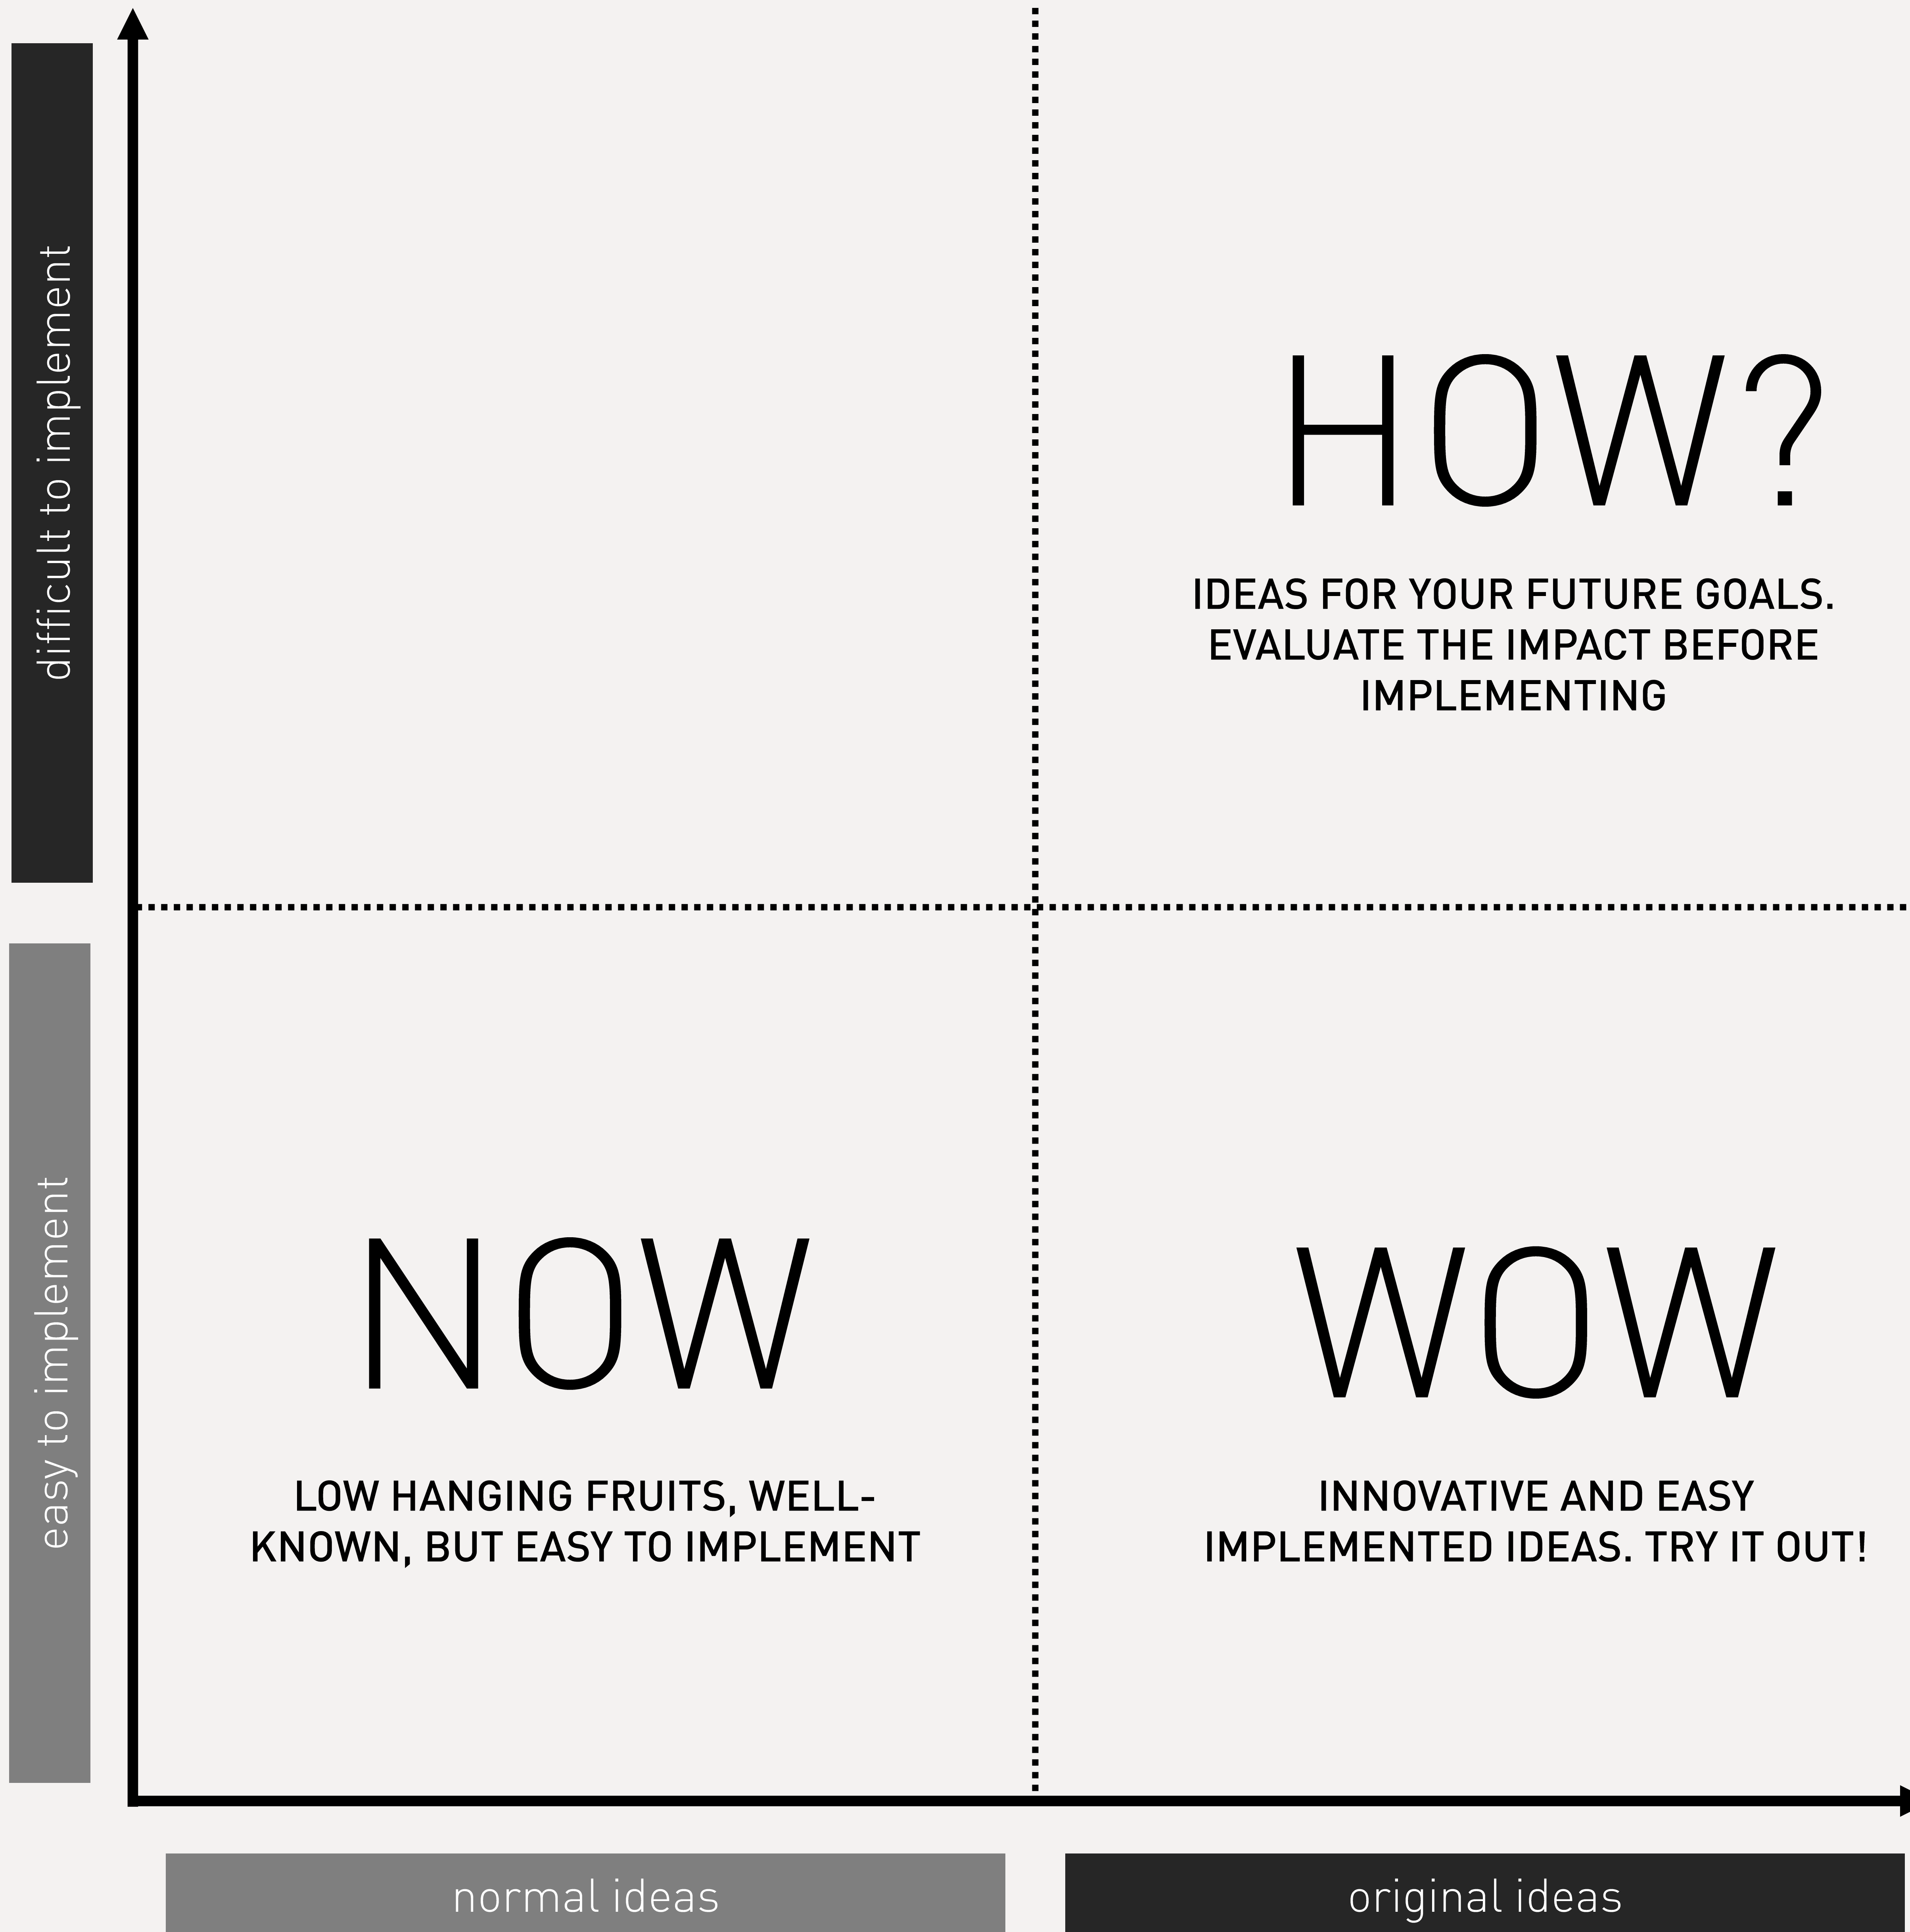 difficult to implement
HOW?
IDEAS FOR YOUR FUTURE GOALS.
EVALUATE THE IMPACT BEFORE
IMPLEMENTING
easy to implement
NOW
LOW HANGING FRUITS, WELL-
KNOWN, BUT EASY TO IMPLEMENT
WOW
INNOVATIVE AND EASY
IMPLEMENTED IDEAS. TRY IT OUT!
normal ideas
original ideas